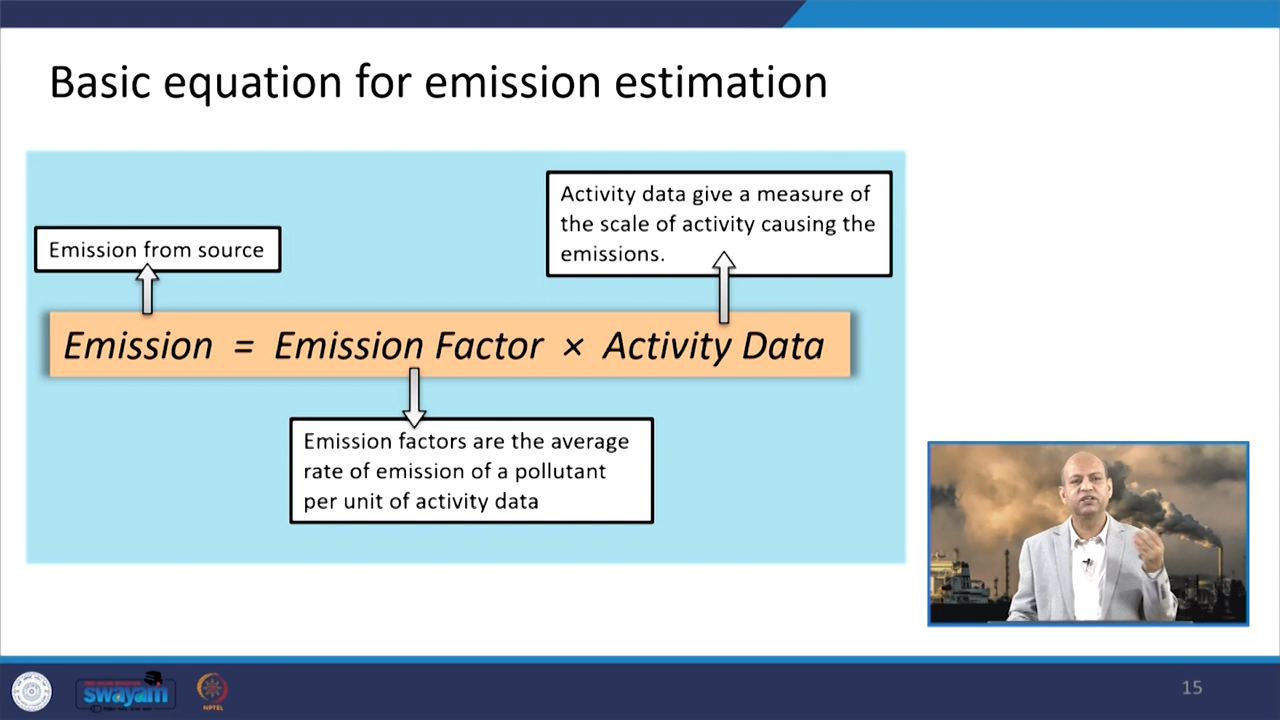 Basic equation for emission estimation
Activity data give a measure of
the scale of activity causing the
emissions.
Emission from source
Emission = Emission Factor × Activity Data
Emission factors are the average
rate of emission of a pollutant
per unit of activity data
swayam
NPTEL
15